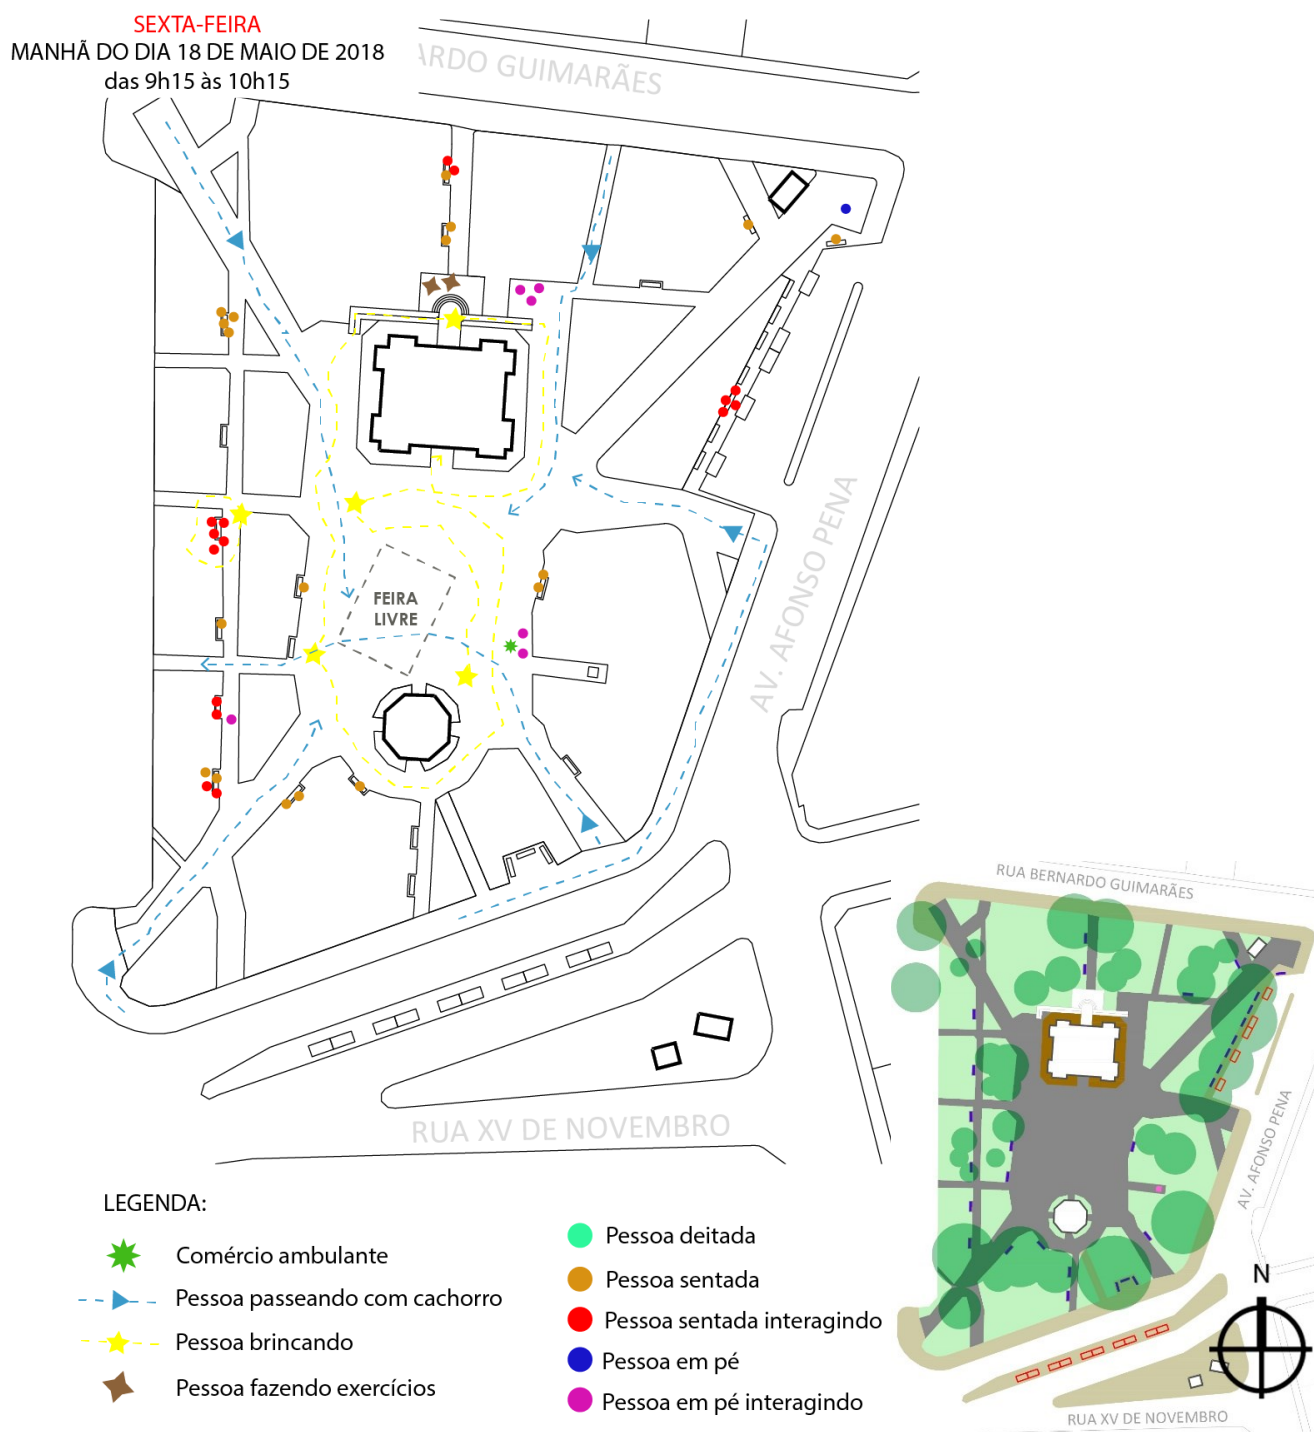 SEXTA-FEIRA
MANHÃ DO DIA 18 DE MAIO DE 2018
das 9h15 às 10h15
GUIMARÃES
AV. AFONSO PENA
FEIRA
LIVRE
RUA XV DE NOVEMBRO
LEGENDA:
Comércio ambulante
Pessoa passeando com cachorro
Pessoa brincando
Pessoa fazendo exercícios
Pessoa deitada
Pessoa sentada
Pessoa sentada interagindo
Pessoa em pé
Pessoa em pé interagindo
RUA BERNARDO GUIMARÃES
AV. AFONSO PENA
N
RUA XV DE NOVEMBRO